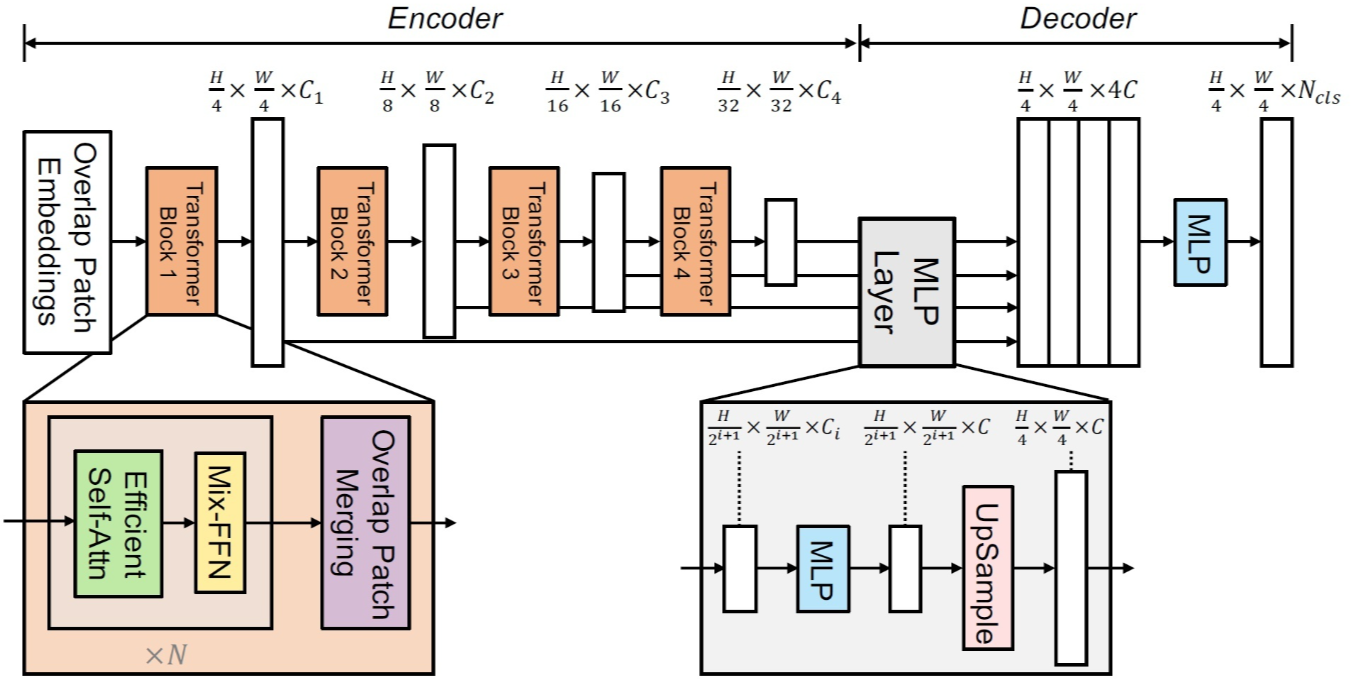 Encoder
Decoder
H/4 × W/4 × C₁
H/8 × W/8 × C₂
H/16 × W/16 × C₃
H/32 × W/32 × C₄
H/4 × W/4 × 4C
H/4 × W/4 × N_cls
Overlap Patch
Embeddings
Transformer
Block 1
Transformer
Block 2
Transformer
Block 3
Transformer
Block 4
MLP
Layer
MLP
Efficient
Self-Attn
Mix-FFN
Overlap Patch
Merging
×N
H/2^{i+1} × W/2^{i+1} × C_i
H/2^{i+1} × W/2^{i+1} × C
H/4 × W/4 × C
MLP
UpSample